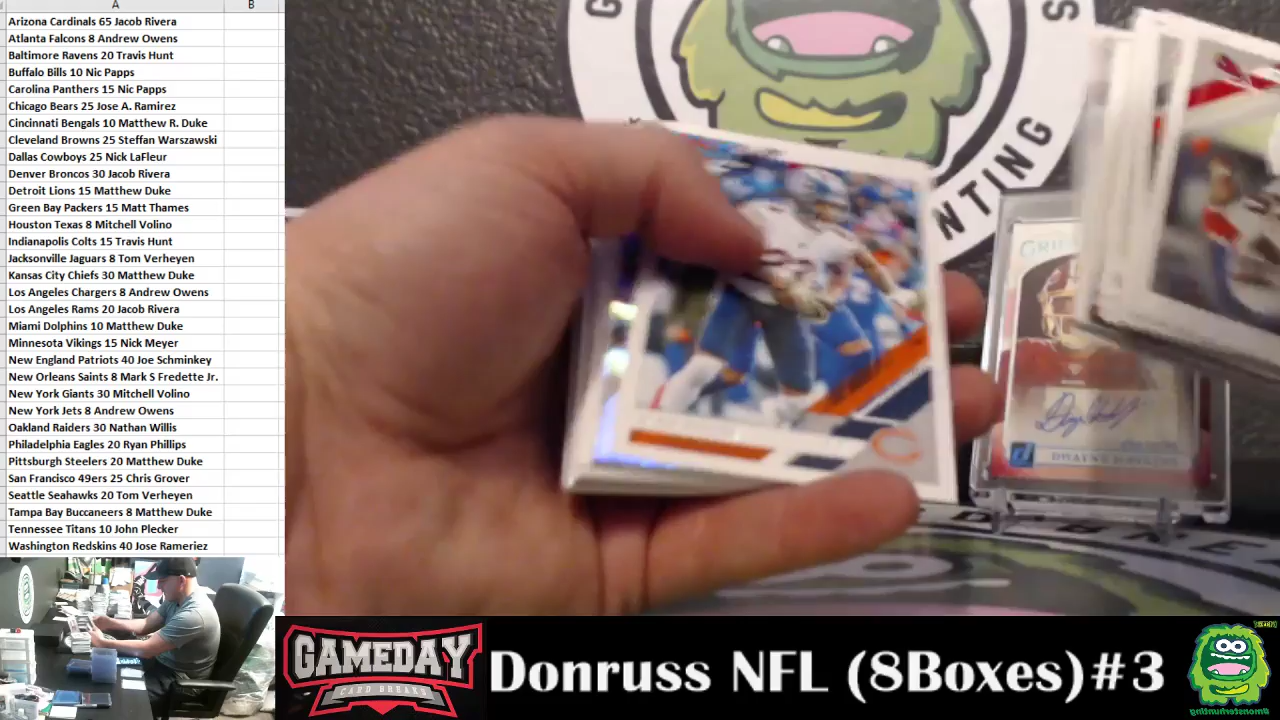 A
B
Arizona Cardinals 65 Jacob Rivera
Atlanta Falcons 8 Andrew Owens
Baltimore Ravens 20 Travis Hunt
Buffalo Bills 10 Nic Papps
Carolina Panthers 15 Nic Papps
Chicago Bears 25 Jose A. Ramirez
Cincinnati Bengals 10 Matthew R. Duke
Cleveland Browns 25 Steffan Warszawski
Dallas Cowboys 25 Nick LaFleur
Denver Broncos 30 Jacob Rivera
Detroit Lions 15 Matthew Duke
Green Bay Packers 15 Matt Thames
Houston Texas 8 Mitchell Volino
Indianapolis Colts 15 Travis Hunt
Jacksonville Jaguars 8 Tom Verheyen
Kansas City Chiefs 30 Matthew Duke
Los Angeles Chargers 8 Andrew Owens
Los Angeles Rams 20 Jacob Rivera
Miami Dolphins 10 Matthew Duke
Minnesota Vikings 15 Nick Meyer
New England Patriots 40 Joe Schminkey
New Orleans Saints 8 Mark S Fredette Jr.
New York Giants 30 Mitchell Volino
New York Jets 8 Andrew Owens
Oakland Raiders 30 Nathan Willis
Philadelphia Eagles 20 Ryan Phillips
Pittsburgh Steelers 20 Matthew Duke
San Francisco 49ers 25 Chris Grover
Seattle Seahawks 20 Tom Verheyen
Tampa Bay Buccaneers 8 Matthew Duke
Tennessee Titans 10 John Plecker
Washington Redskins 40 Jose Rameriez
NTING
GAMEDAY
CARD BREAKS
Donruss NFL (8Boxes)#3
#monsterhunting